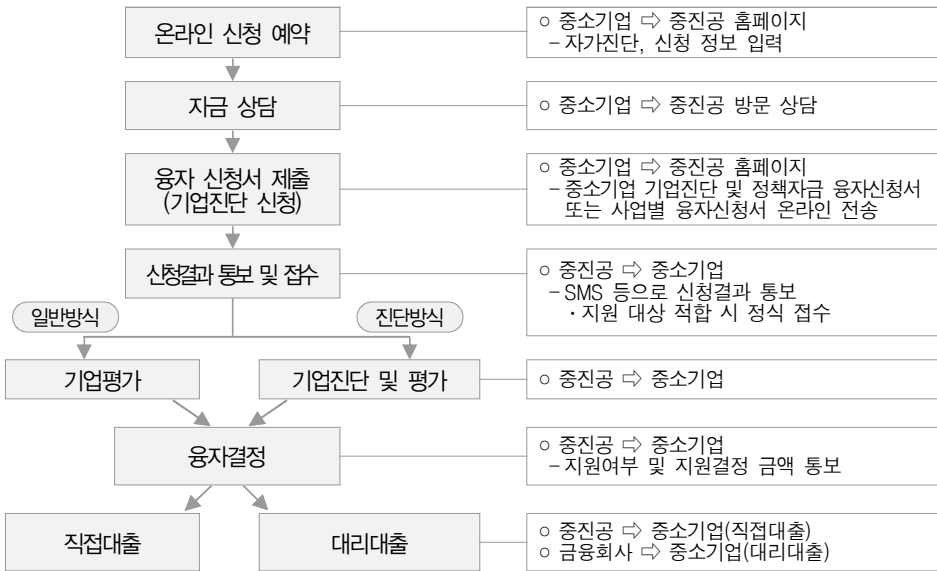 온라인 신청 예약
○ 중소기업 ⇨ 중진공 홈페이지
– 자가진단, 신청 정보 입력
자금 상담
○ 중소기업 ⇨ 중진공 방문 상담
융자 신청서 제출
(기업진단 신청)
○ 중소기업 ⇨ 중진공 홈페이지
– 중소기업 기업진단 및 정책자금 융자신청서
또는 사업별 융자신청서 온라인 전송
신청결과 통보 및 접수
○ 중진공 ⇨ 중소기업
– SMS 등으로 신청결과 통보
· 지원 대상 적합 시 정식 접수
일반방식
진단방식
기업평가
기업진단 및 평가
○ 중진공 ⇨ 중소기업
융자결정
○ 중진공 ⇨ 중소기업
– 지원여부 및 지원결정 금액 통보
직접대출
대리대출
○ 중진공 ⇨ 중소기업(직접대출)
○ 금융회사 ⇨ 중소기업(대리대출)